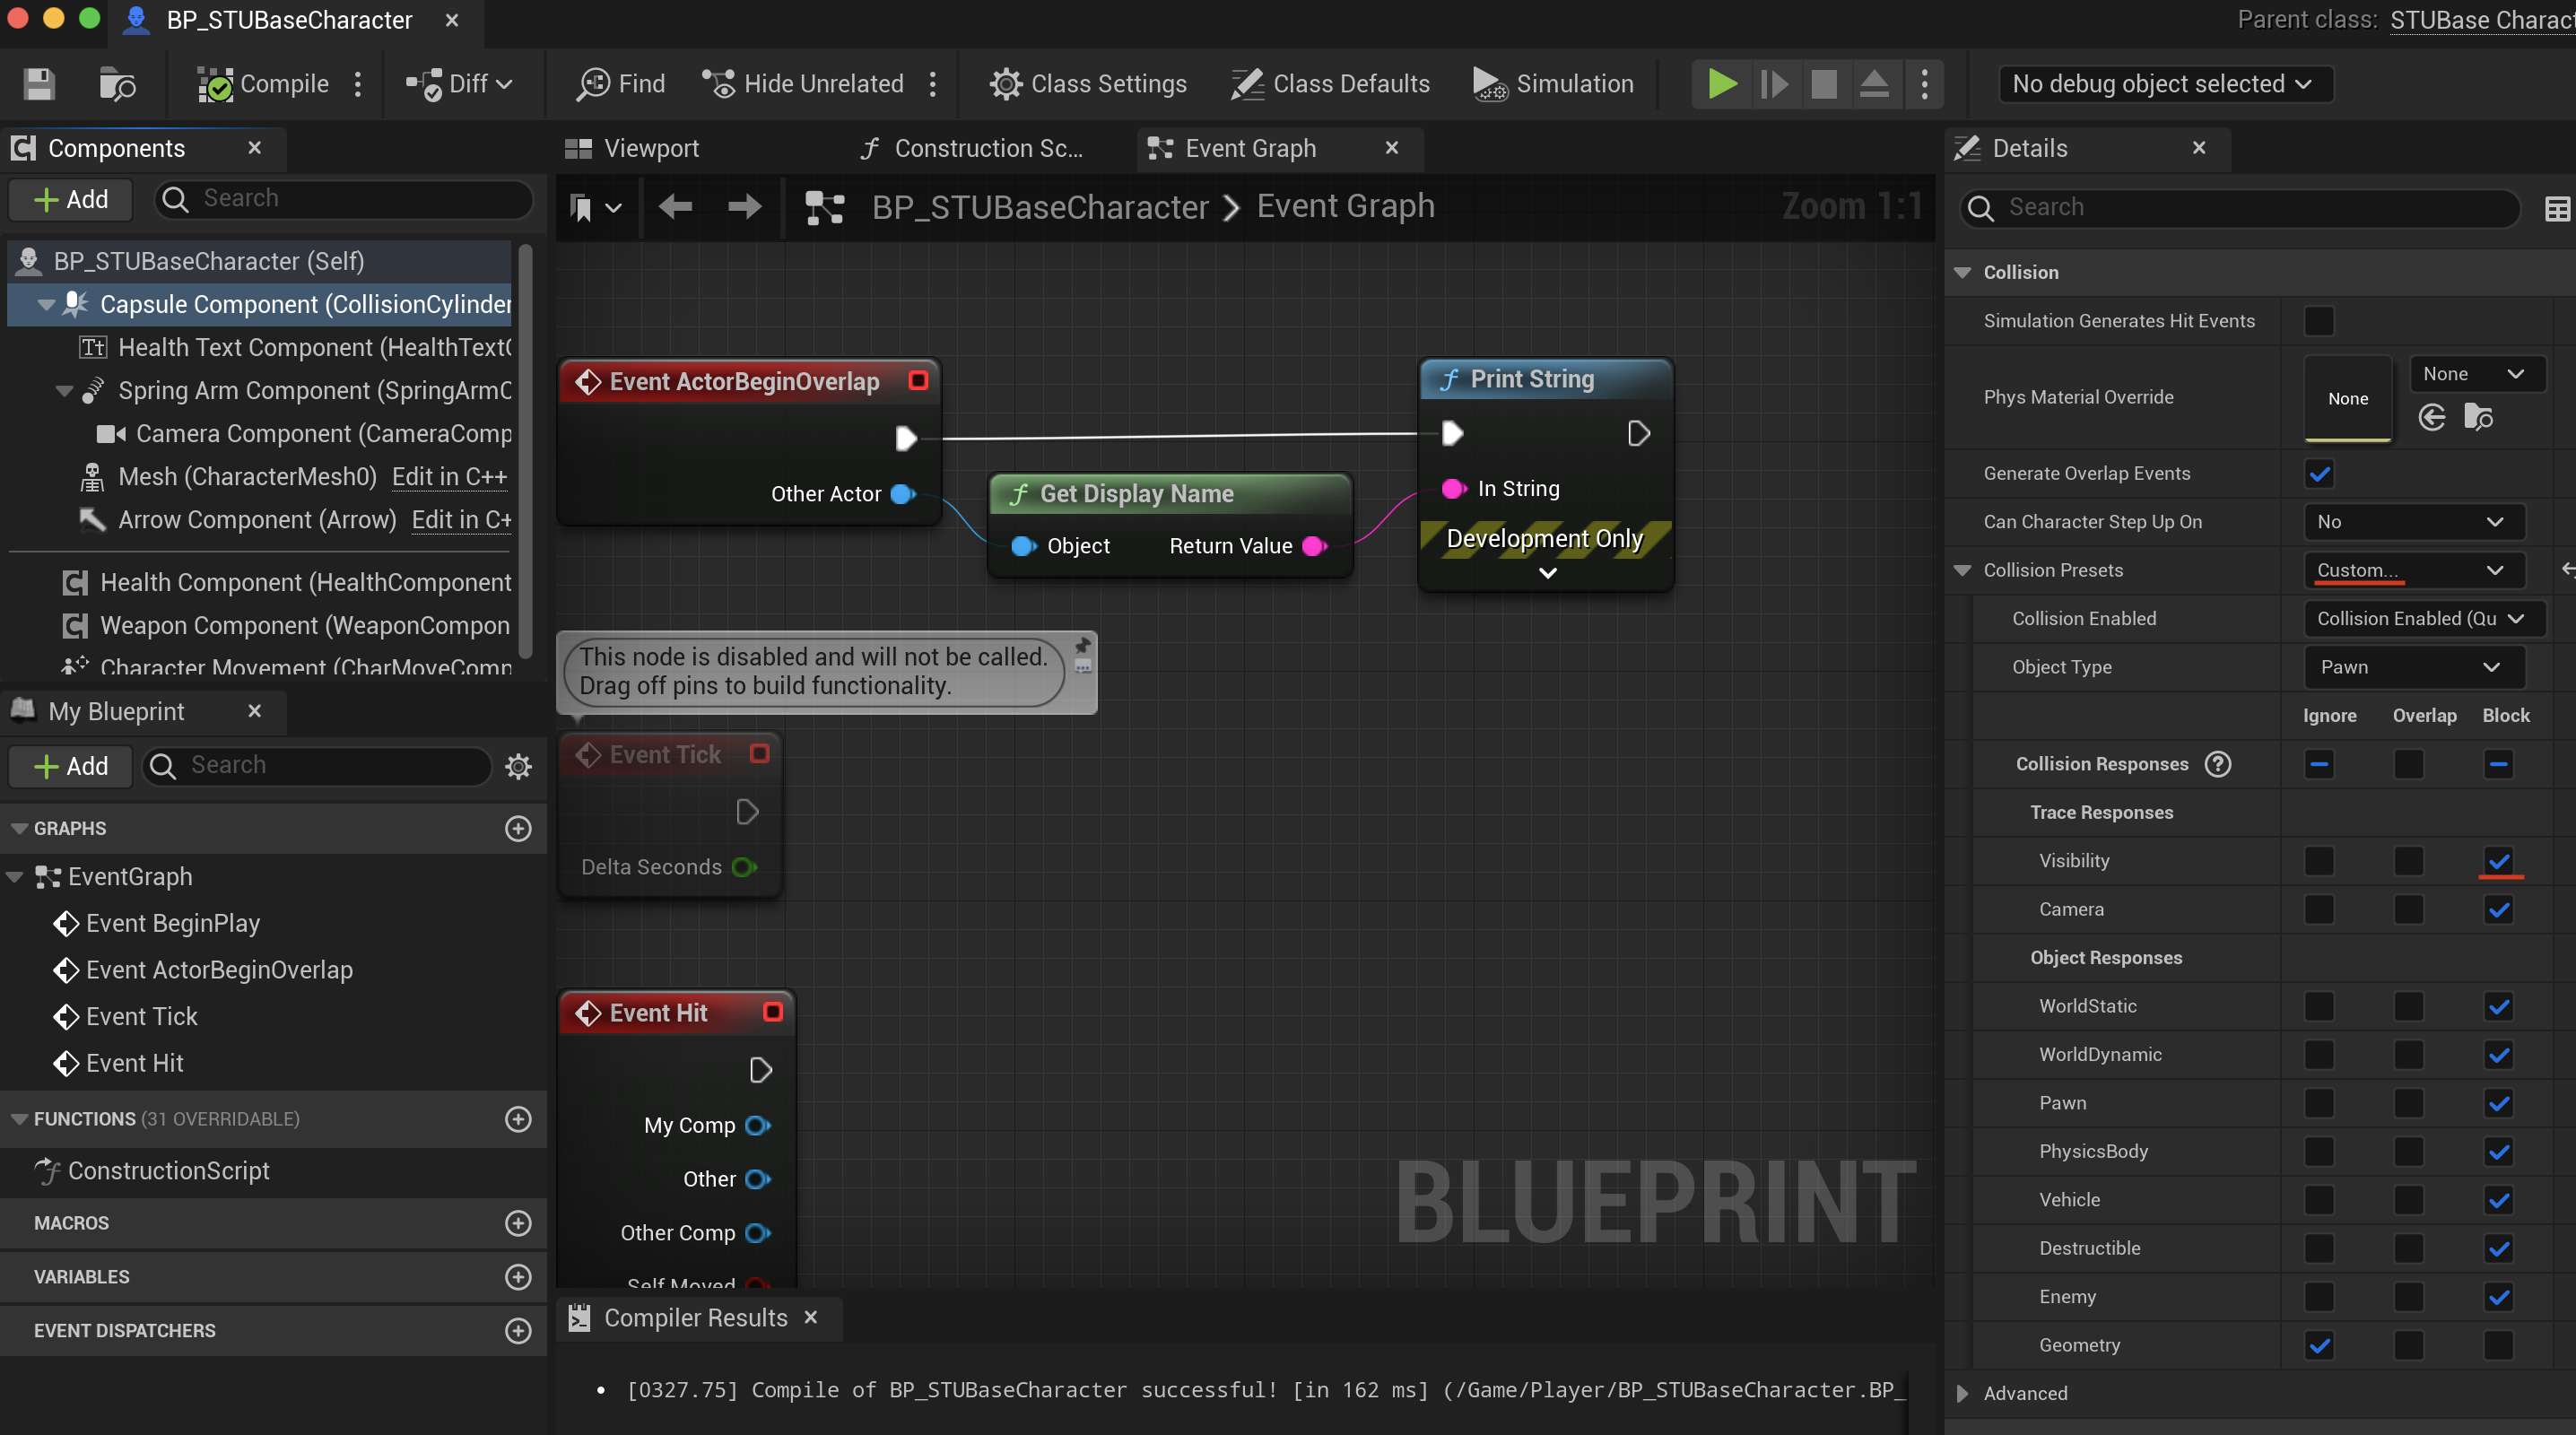 BP_STUBaseCharacter
Parent class: STUBase Charact
Compile
Diff
Find
Hide Unrelated
Class Settings
Class Defaults
Simulation
No debug object selected
Components
Add
Search
BP_STUBaseCharacter (Self)
Capsule Component (CollisionCylinder
Health Text Component (HealthTextC
Spring Arm Component (SpringArmC
Camera Component (CameraComp
Mesh (CharacterMesh0) Edit in C++
Arrow Component (Arrow) Edit in C+
Health Component (HealthComponent
Weapon Component (WeaponCompon
Character Movement (CharMoveComp
My Blueprint
Add
Search
GRAPHS
EventGraph
Event BeginPlay
Event ActorBeginOverlap
Event Tick
Event Hit
FUNCTIONS (31 OVERRIDABLE)
ConstructionScript
MACROS
VARIABLES
EVENT DISPATCHERS
Viewport
Construction Sc...
Event Graph
BP_STUBaseCharacter > Event Graph
Zoom 1:1
Event ActorBeginOverlap
Other Actor
Get Display Name
Object
Return Value
Print String
In String
Development Only
This node is disabled and will not be called.
Drag off pins to build functionality.
Event Tick
Delta Seconds
Event Hit
My Comp
Other
Other Comp
Self Moved
BLUEPRINT
Compiler Results
• [0327.75] Compile of BP_STUBaseCharacter successful! [in 162 ms] (/Game/Player/BP_STUBaseCharacter.BP_
Details
Search
Collision
Simulation Generates Hit Events
Phys Material Override
None
None
Generate Overlap Events
Can Character Step Up On
No
Collision Presets
Custom...
Collision Enabled
Collision Enabled (Qu
Object Type
Pawn
Ignore Overlap Block
Collision Responses
Trace Responses
Visibility
Camera
Object Responses
WorldStatic
WorldDynamic
Pawn
PhysicsBody
Vehicle
Destructible
Enemy
Geometry
Advanced